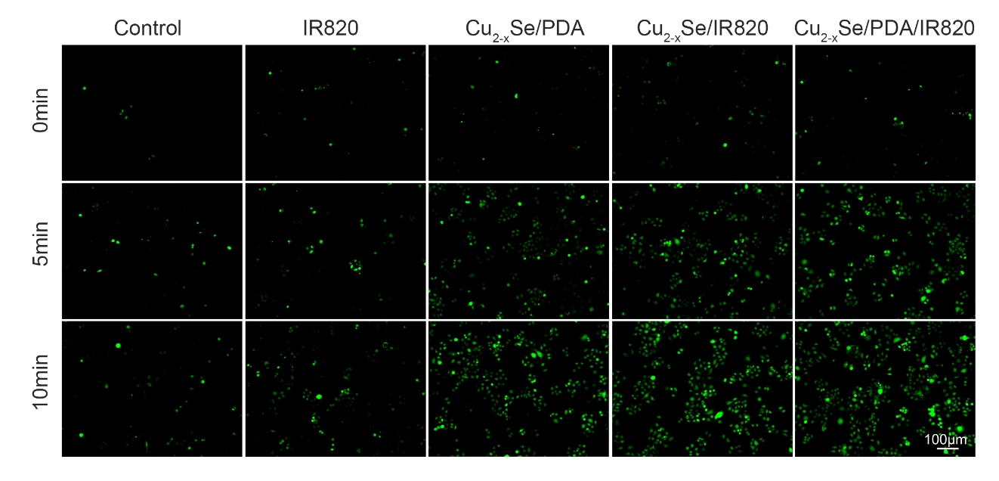 Control IR820 Cu2-xSe/PDA Cu2-xSe/IR820 Cu2-xSe/PDA/IR820
0min
5min
10min
100μm